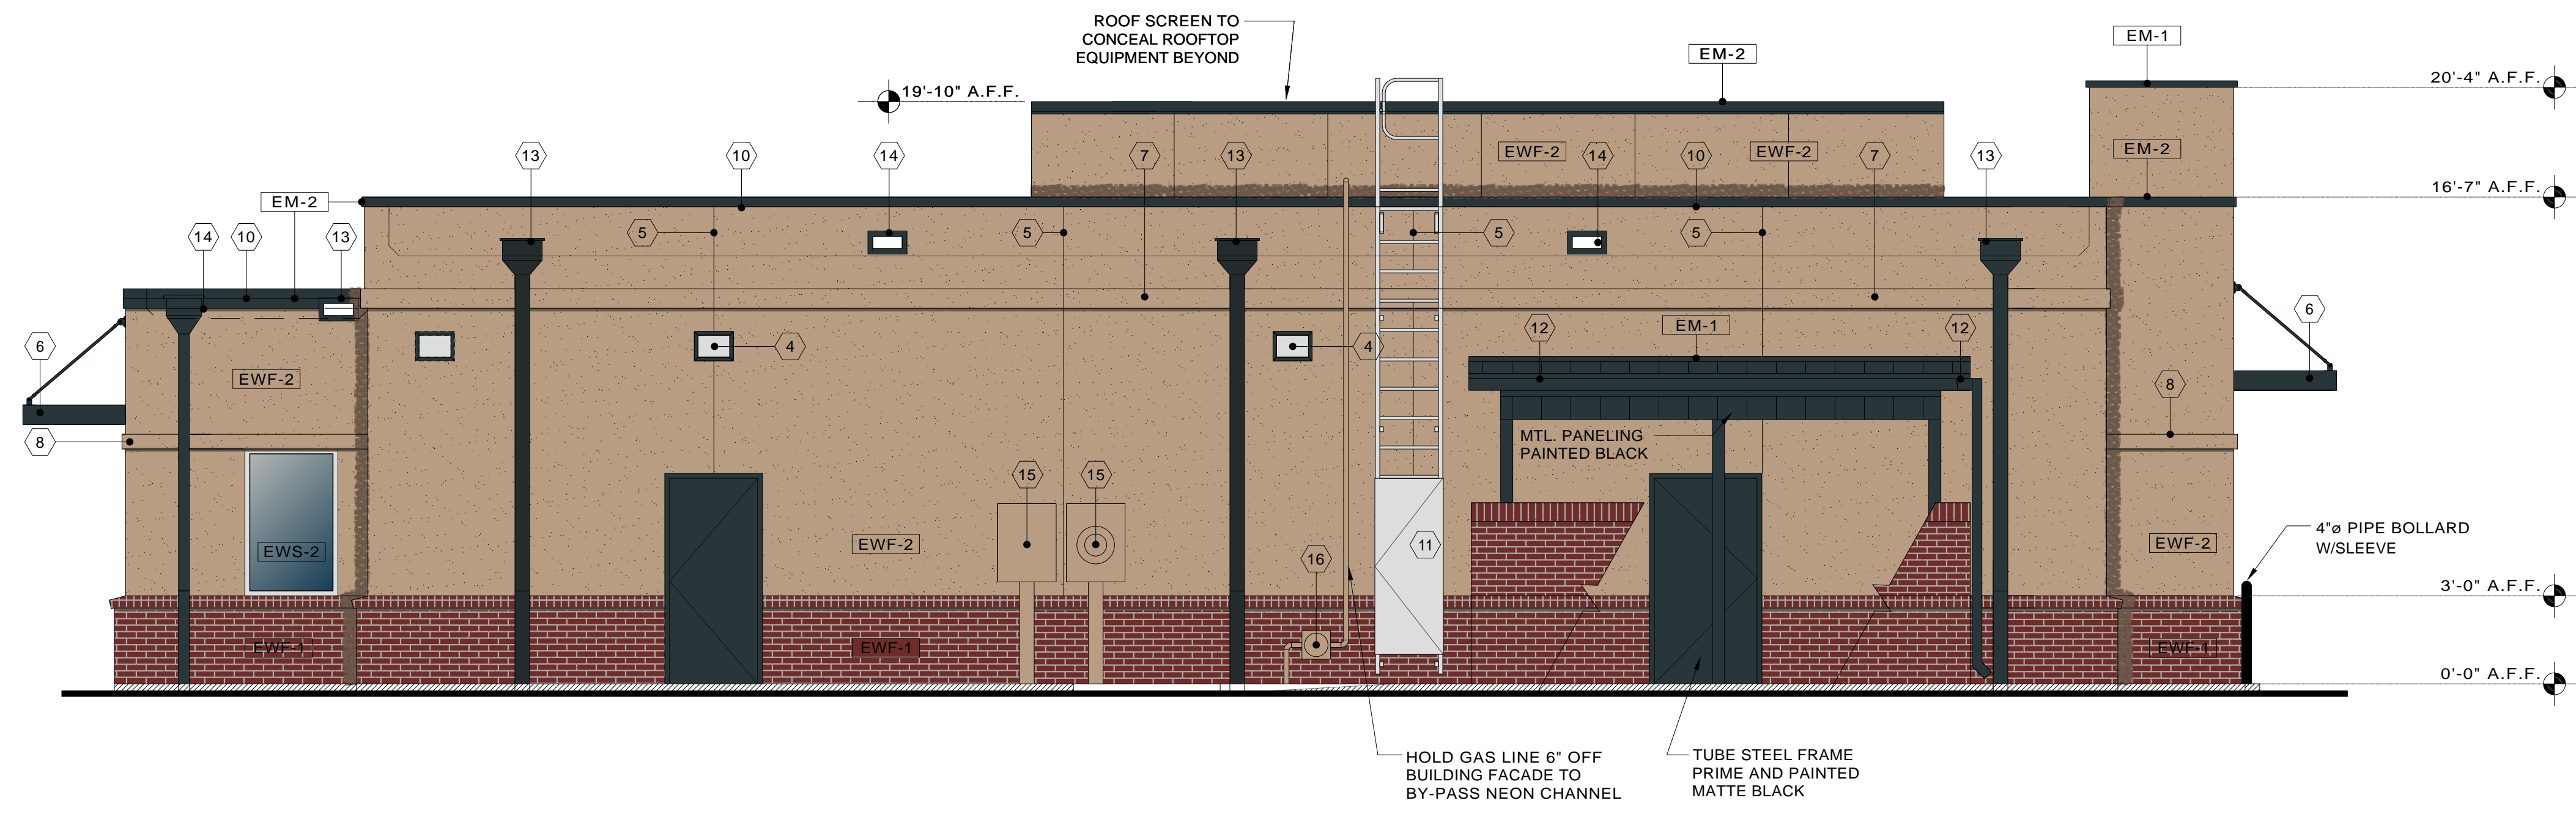 ROOF SCREEN TO
CONCEAL ROOFTOP
EQUIPMENT BEYOND
EM-2
EM-1
20'-4" A.F.F.
19'-10" A.F.F.
13
10
14
7
13
EWF-2
14
10
EWF-2
7
13
EM-2
16'-7" A.F.F.
EM-2
14
10
13
5
5
5
5
6
4
4
12
EM-1
12
6
EWF-2
8
8
MTL. PANELING
PAINTED BLACK
15
15
EWS-2
EWF-2
16
11
EWF-2
4"ø PIPE BOLLARD
W/SLEEVE
3'-0" A.F.F.
EWF-1
EWF-1
EWF-1
0'-0" A.F.F.
HOLD GAS LINE 6" OFF
BUILDING FACADE TO
BY-PASS NEON CHANNEL
TUBE STEEL FRAME
PRIME AND PAINTED
MATTE BLACK